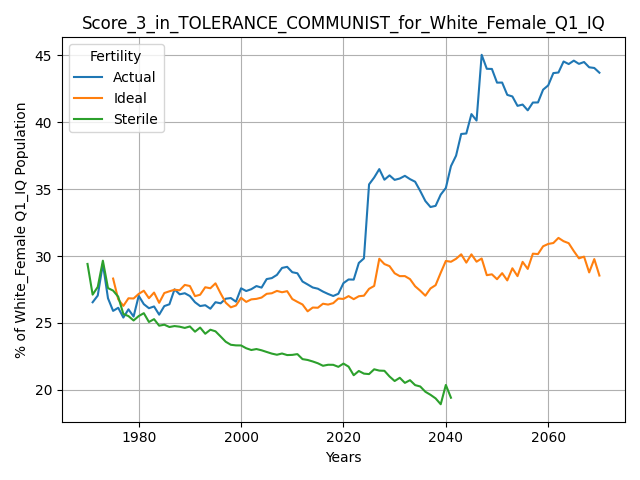 Score_3_in_TOLERANCE_COMMUNIST_for_White_Female_Q1_IQ
Fertility
Actual
Ideal
Sterile
% of White_Female Q1_IQ Population
45
40
35
30
25
20
1980
2000
2020
2040
2060
Years